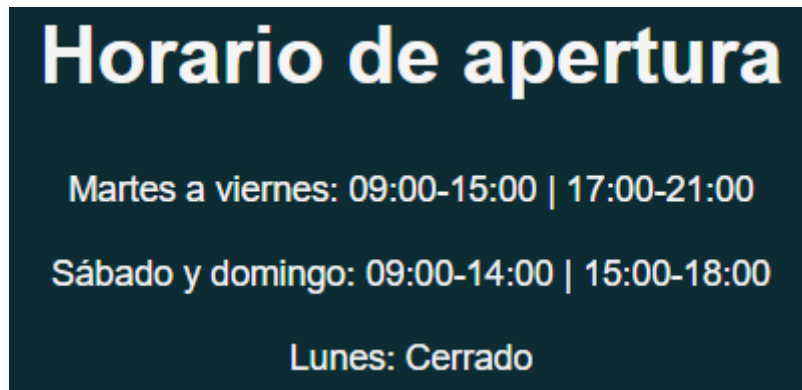 Horario de apertura
Martes a viernes: 09:00-15:00 | 17:00-21:00
Sábado y domingo: 09:00-14:00 | 15:00-18:00
Lunes: Cerrado